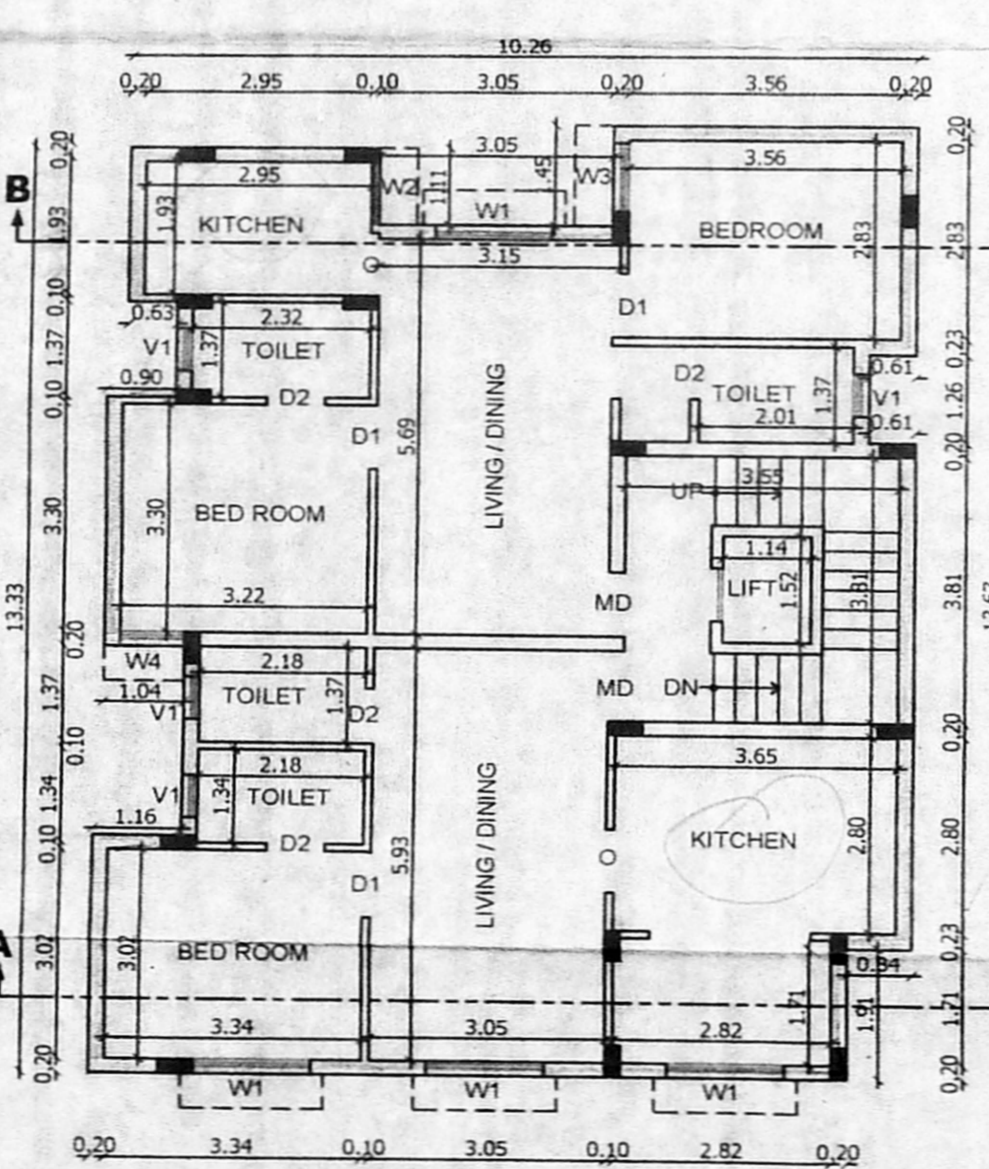 10.26
0,20 2.95 0,10 3.05 0,20 3.56 0,20
0,20
3.05
3.56
0,20
B
2.95
W2
1.11
.45
W3
1.93
1.93
KITCHEN
W1
BEDROOM
2.83
2.83
3.15
0,10
0.63
2.32
D1
V1
1.37
1.37
TOILET
0,23
0.61
0.90
D2
D2
TOILET
1.37
V1
1.26
0,10
2.01
0.61
D1
5.69
LIVING / DINING
0,20
3.55
UP
3.30
3.30
BED ROOM
1.14
LIFT
1.52
3.81
3.81
13.33
3.22
MD
0,20
W4
2.18
1.04
TOILET
1.37
1.37
MD
DN
V1
D2
0.10
0,20
2.18
3.65
1.34
V1
1.34
TOILET
1.16
KITCHEN
2.80
2.80
0,10
D2
5.93
LIVING / DINING
D1
3.02
3.02
BED ROOM
0,23
0.84
1.71
1.91
1.71
3.34
3.05
2.82
0,20
W1
W1
W1
0,20
0,20 3.34 0,10 3.05 0,10 2.82 0,20